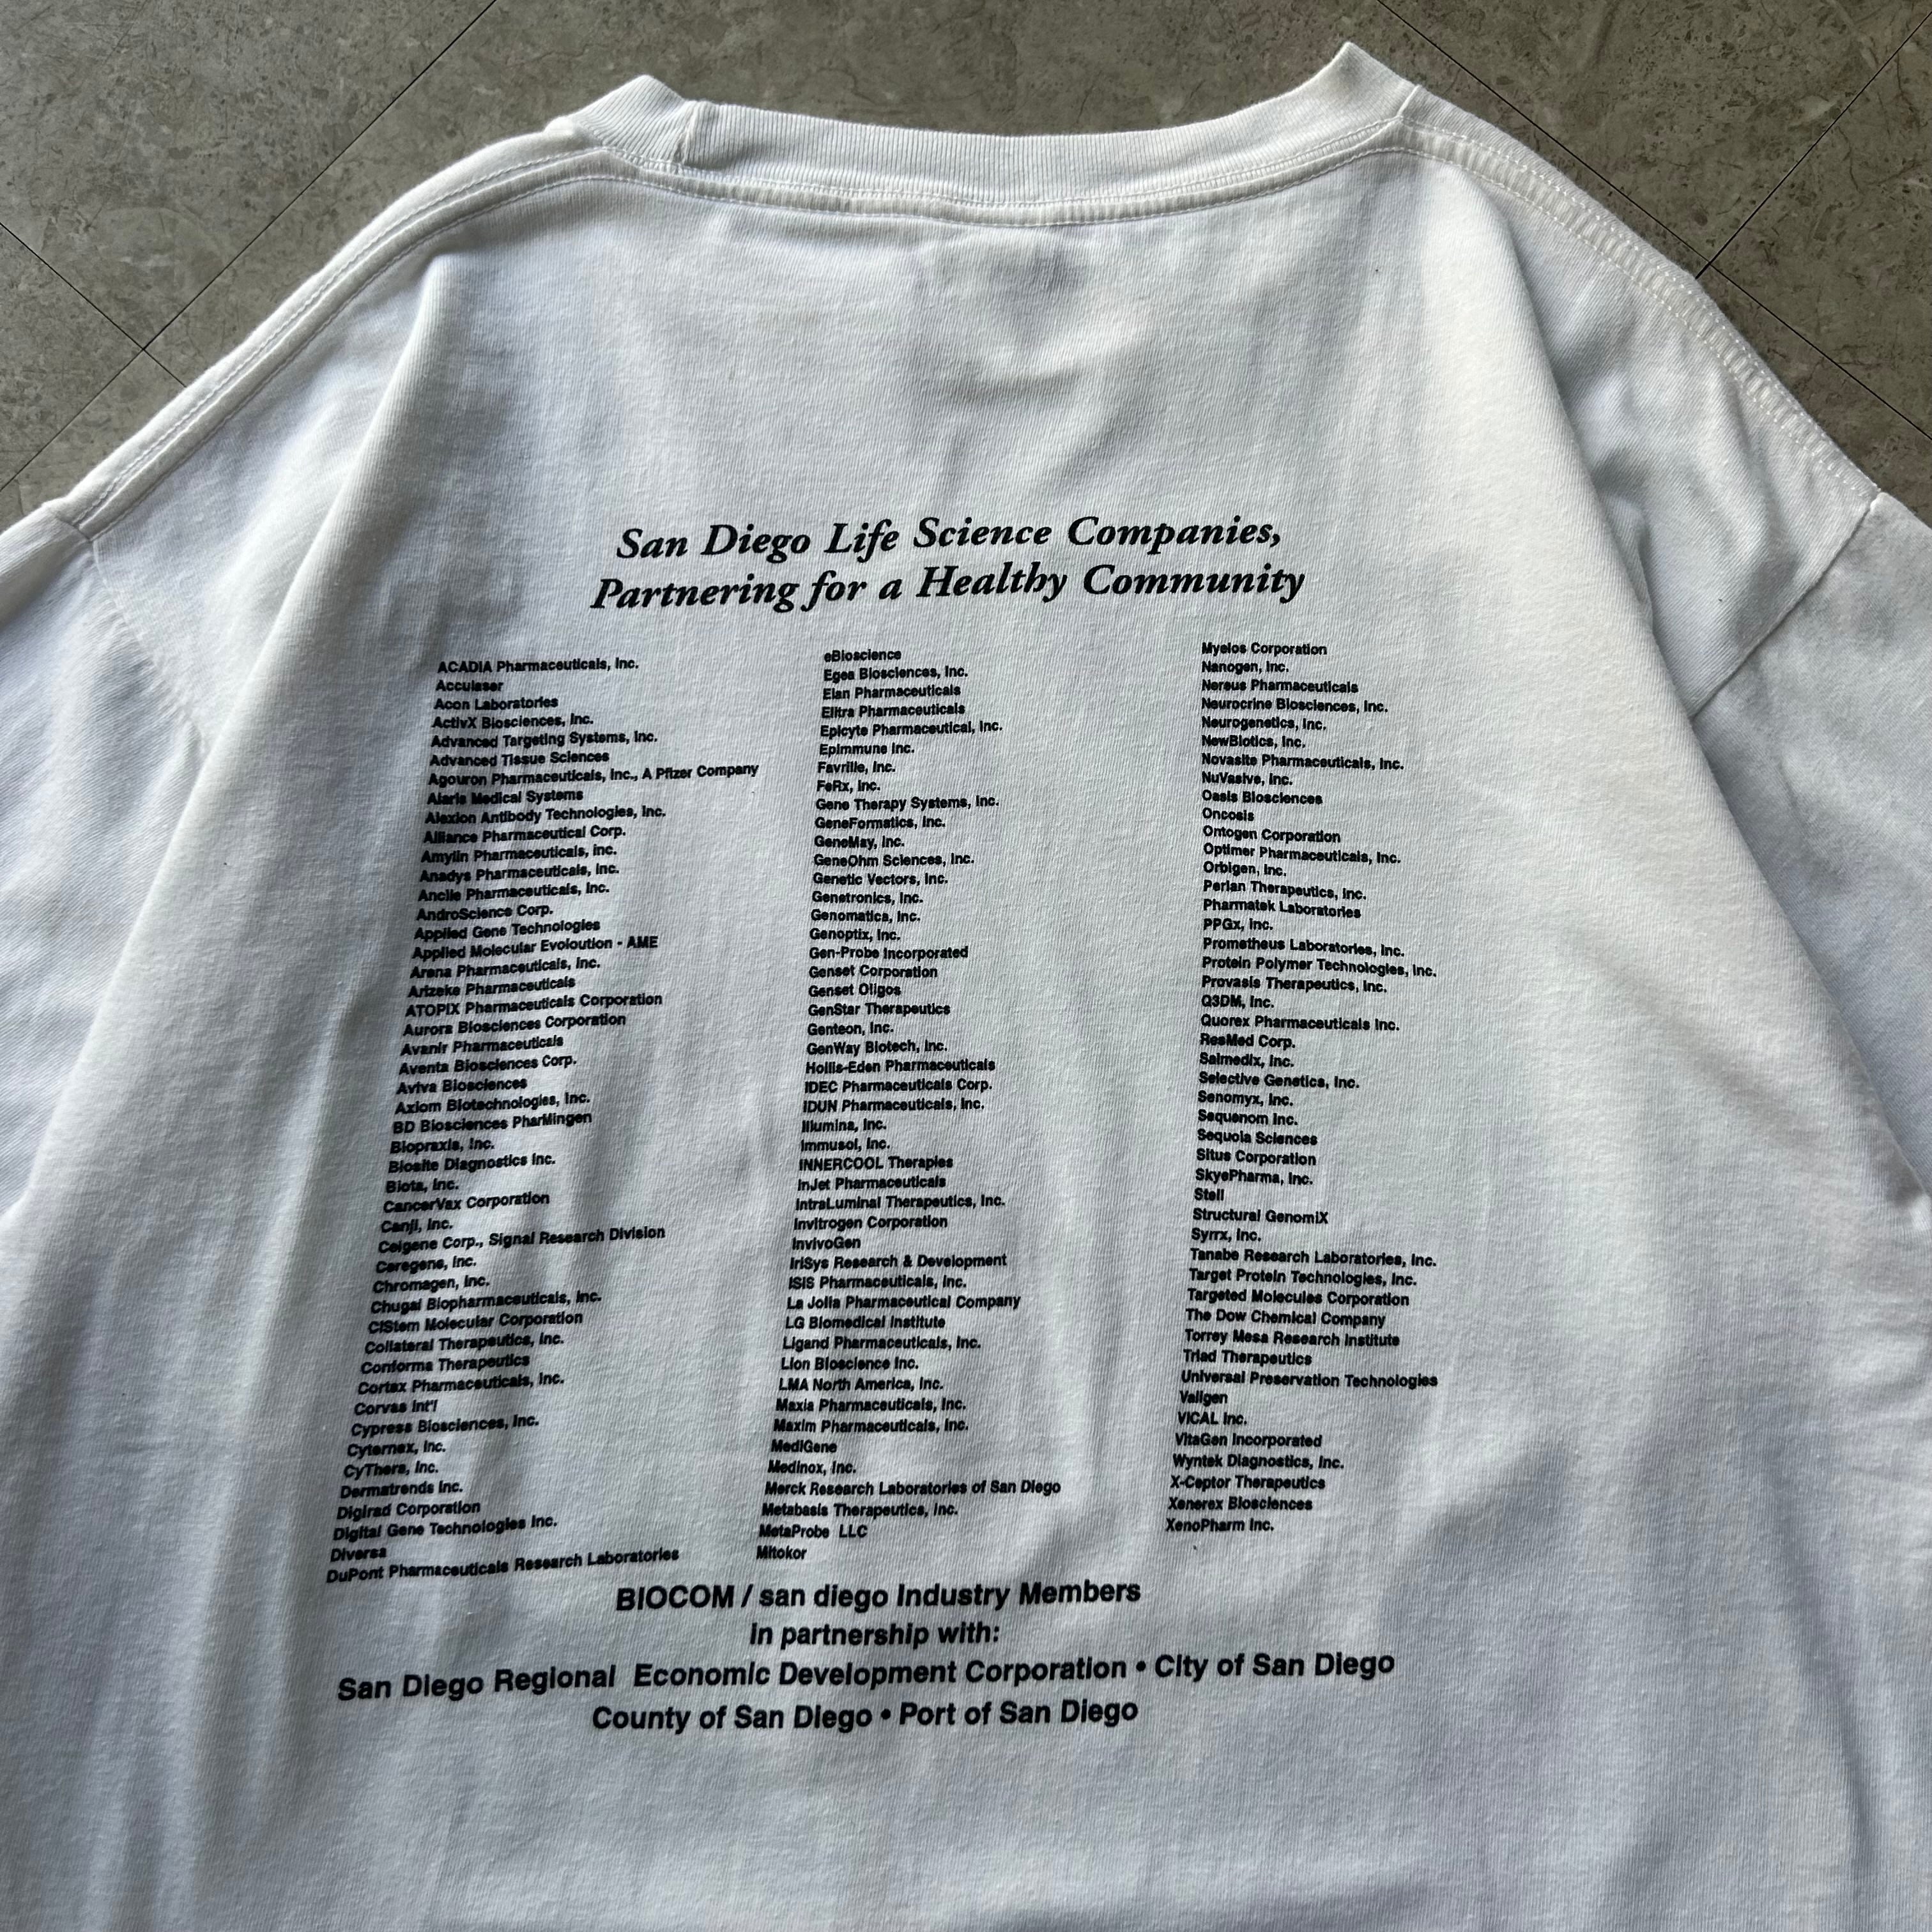 San Diego Life Science Companies,
Partnering for a Healthy Community
ACADIA Pharmaceuticals, Inc.
Acculaser
Acon Laboratories
ActivX Biosciences, Inc.
Advanced Targeting Systems, Inc.
Advanced Tissue Sciences
Agouron Pharmaceuticals, Inc., A Pfizer Company
Alaris Medical Systems
Alexion Antibody Technologies, Inc.
Alliance Pharmaceutical Corp.
Amylin Pharmaceuticals, Inc.
Anadys Pharmaceuticals, Inc.
Ancile Pharmaceuticals, Inc.
AndroScience Corp.
Applied Gene Technologies
Applied Molecular Evoloution - AME
Arena Pharmaceuticals, Inc.
Arizeke Pharmaceuticals
ATOPIX Pharmaceuticals Corporation
Aurora Biosciences Corporation
Avanir Pharmaceuticals
Aventa Biosciences Corp.
Aviva Biosciences
Axiom Biotechnologies, Inc.
BD Biosciences PharMingen
Biopraxis, Inc.
Biosite Diagnostics Inc.
Biota, Inc.
CancerVax Corporation
Canji, Inc.
Celgene Corp., Signal Research Division
Ceregene, Inc.
Chromagen, Inc.
Chugai Biopharmaceuticals, Inc.
CIStem Molecular Corporation
Collateral Therapeutics, Inc.
Conforma Therapeutics
Cortex Pharmaceuticals, Inc.
Corvas Int'l
Cypress Biosciences, Inc.
Cyternex, Inc.
CyThera, Inc.
Dermatrends Inc.
Digirad Corporation
Digital Gene Technologies Inc.
Diversa
DuPont Pharmaceuticals Research Laboratories
eBioscience
Egea Biosciences, Inc.
Elan Pharmaceuticals
Elitra Pharmaceuticals
Epicyte Pharmaceutical, Inc.
Epimmune Inc.
Favrille, Inc.
FeRx, Inc.
Gene Therapy Systems, Inc.
GeneFormatics, Inc.
GeneMay, Inc.
GeneOhm Sciences, Inc.
Genetic Vectors, Inc.
Genetronics, Inc.
Genomatica, Inc.
Genoptix, Inc.
Gen-Probe Incorporated
Genset Corporation
Genset Oligos
GenStar Therapeutics
Genteon, Inc.
GenWay Biotech, Inc.
Hollis-Eden Pharmaceuticals
IDEC Pharmaceuticals Corp.
IDUN Pharmaceuticals, Inc.
Illumina, Inc.
Immusol, Inc.
INNERCOOL Therapies
InJet Pharmaceuticals
IntraLuminal Therapeutics, Inc.
Invitrogen Corporation
InvivoGen
IriSys Research & Development
ISIS Pharmaceuticals, Inc.
La Jolla Pharmaceutical Company
LG Biomedical Institute
Ligand Pharmaceuticals, Inc.
Lion Bioscience Inc.
LMA North America, Inc.
Maxia Pharmaceuticals, Inc.
Maxim Pharmaceuticals, Inc.
MediGene
Medinox, Inc.
Merck Research Laboratories of San Diego
Metabasis Therapeutics, Inc.
MetaProbe LLC
Mitokor
Myelos Corporation
Nanogen, Inc.
Nereus Pharmaceuticals
Neurocrine Biosciences, Inc.
Neurogenetics, Inc.
NewBiotics, Inc.
Novasite Pharmaceuticals, Inc.
NuVasive, Inc.
Oasis Biosciences
Oncosis
Ontogen Corporation
Optimer Pharmaceuticals, Inc.
Orbigen, Inc.
Perlan Therapeutics, Inc.
Pharmatek Laboratories
PPGx, Inc.
Prometheus Laboratories, Inc.
Protein Polymer Technologies, Inc.
Provasis Therapeutics, Inc.
Q3DM, Inc.
Quorex Pharmaceuticals Inc.
ResMed Corp.
Salmedix, Inc.
Selective Genetics, Inc.
Senomyx, Inc.
Sequenom Inc.
Sequoia Sciences
Situs Corporation
SkyePharma, Inc.
Stell
Structural GenomiX
Syrrx, Inc.
Tanabe Research Laboratories, Inc.
Target Protein Technologies, Inc.
Targeted Molecules Corporation
The Dow Chemical Company
Torrey Mesa Research Institute
Triad Therapeutics
Universal Preservation Technologies
Valigen
VICAL Inc.
VitaGen Incorporated
Wyntek Diagnostics, Inc.
X-Ceptor Therapeutics
Xenerex Biosciences
XenoPharm Inc.
BIOCOM / san diego Industry Members
in partnership with:
San Diego Regional Economic Development Corporation • City of San Diego
County of San Diego • Port of San Diego